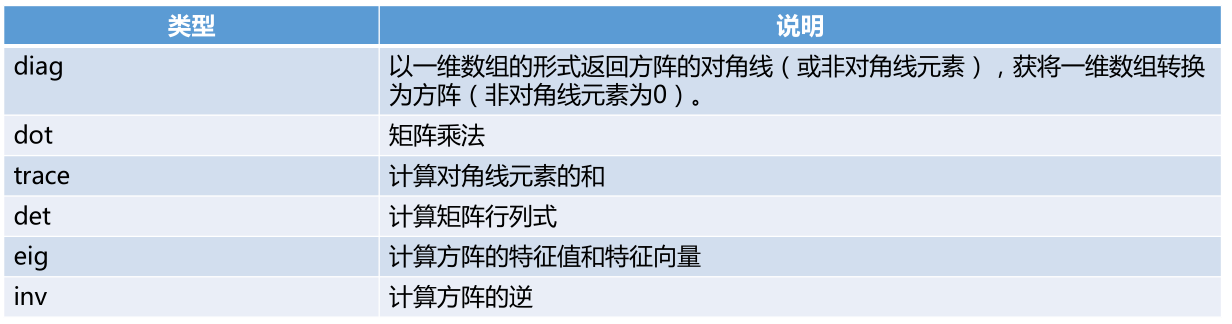 类型 说明
diag 以一维数组的形式返回方阵的对角线（或非对角线元素），获将一维数组转换
为方阵（非对角线元素为0）。
dot 矩阵乘法
trace 计算对角线元素的和
det 计算矩阵行列式
eig 计算方阵的特征值和特征向量
inv 计算方阵的逆